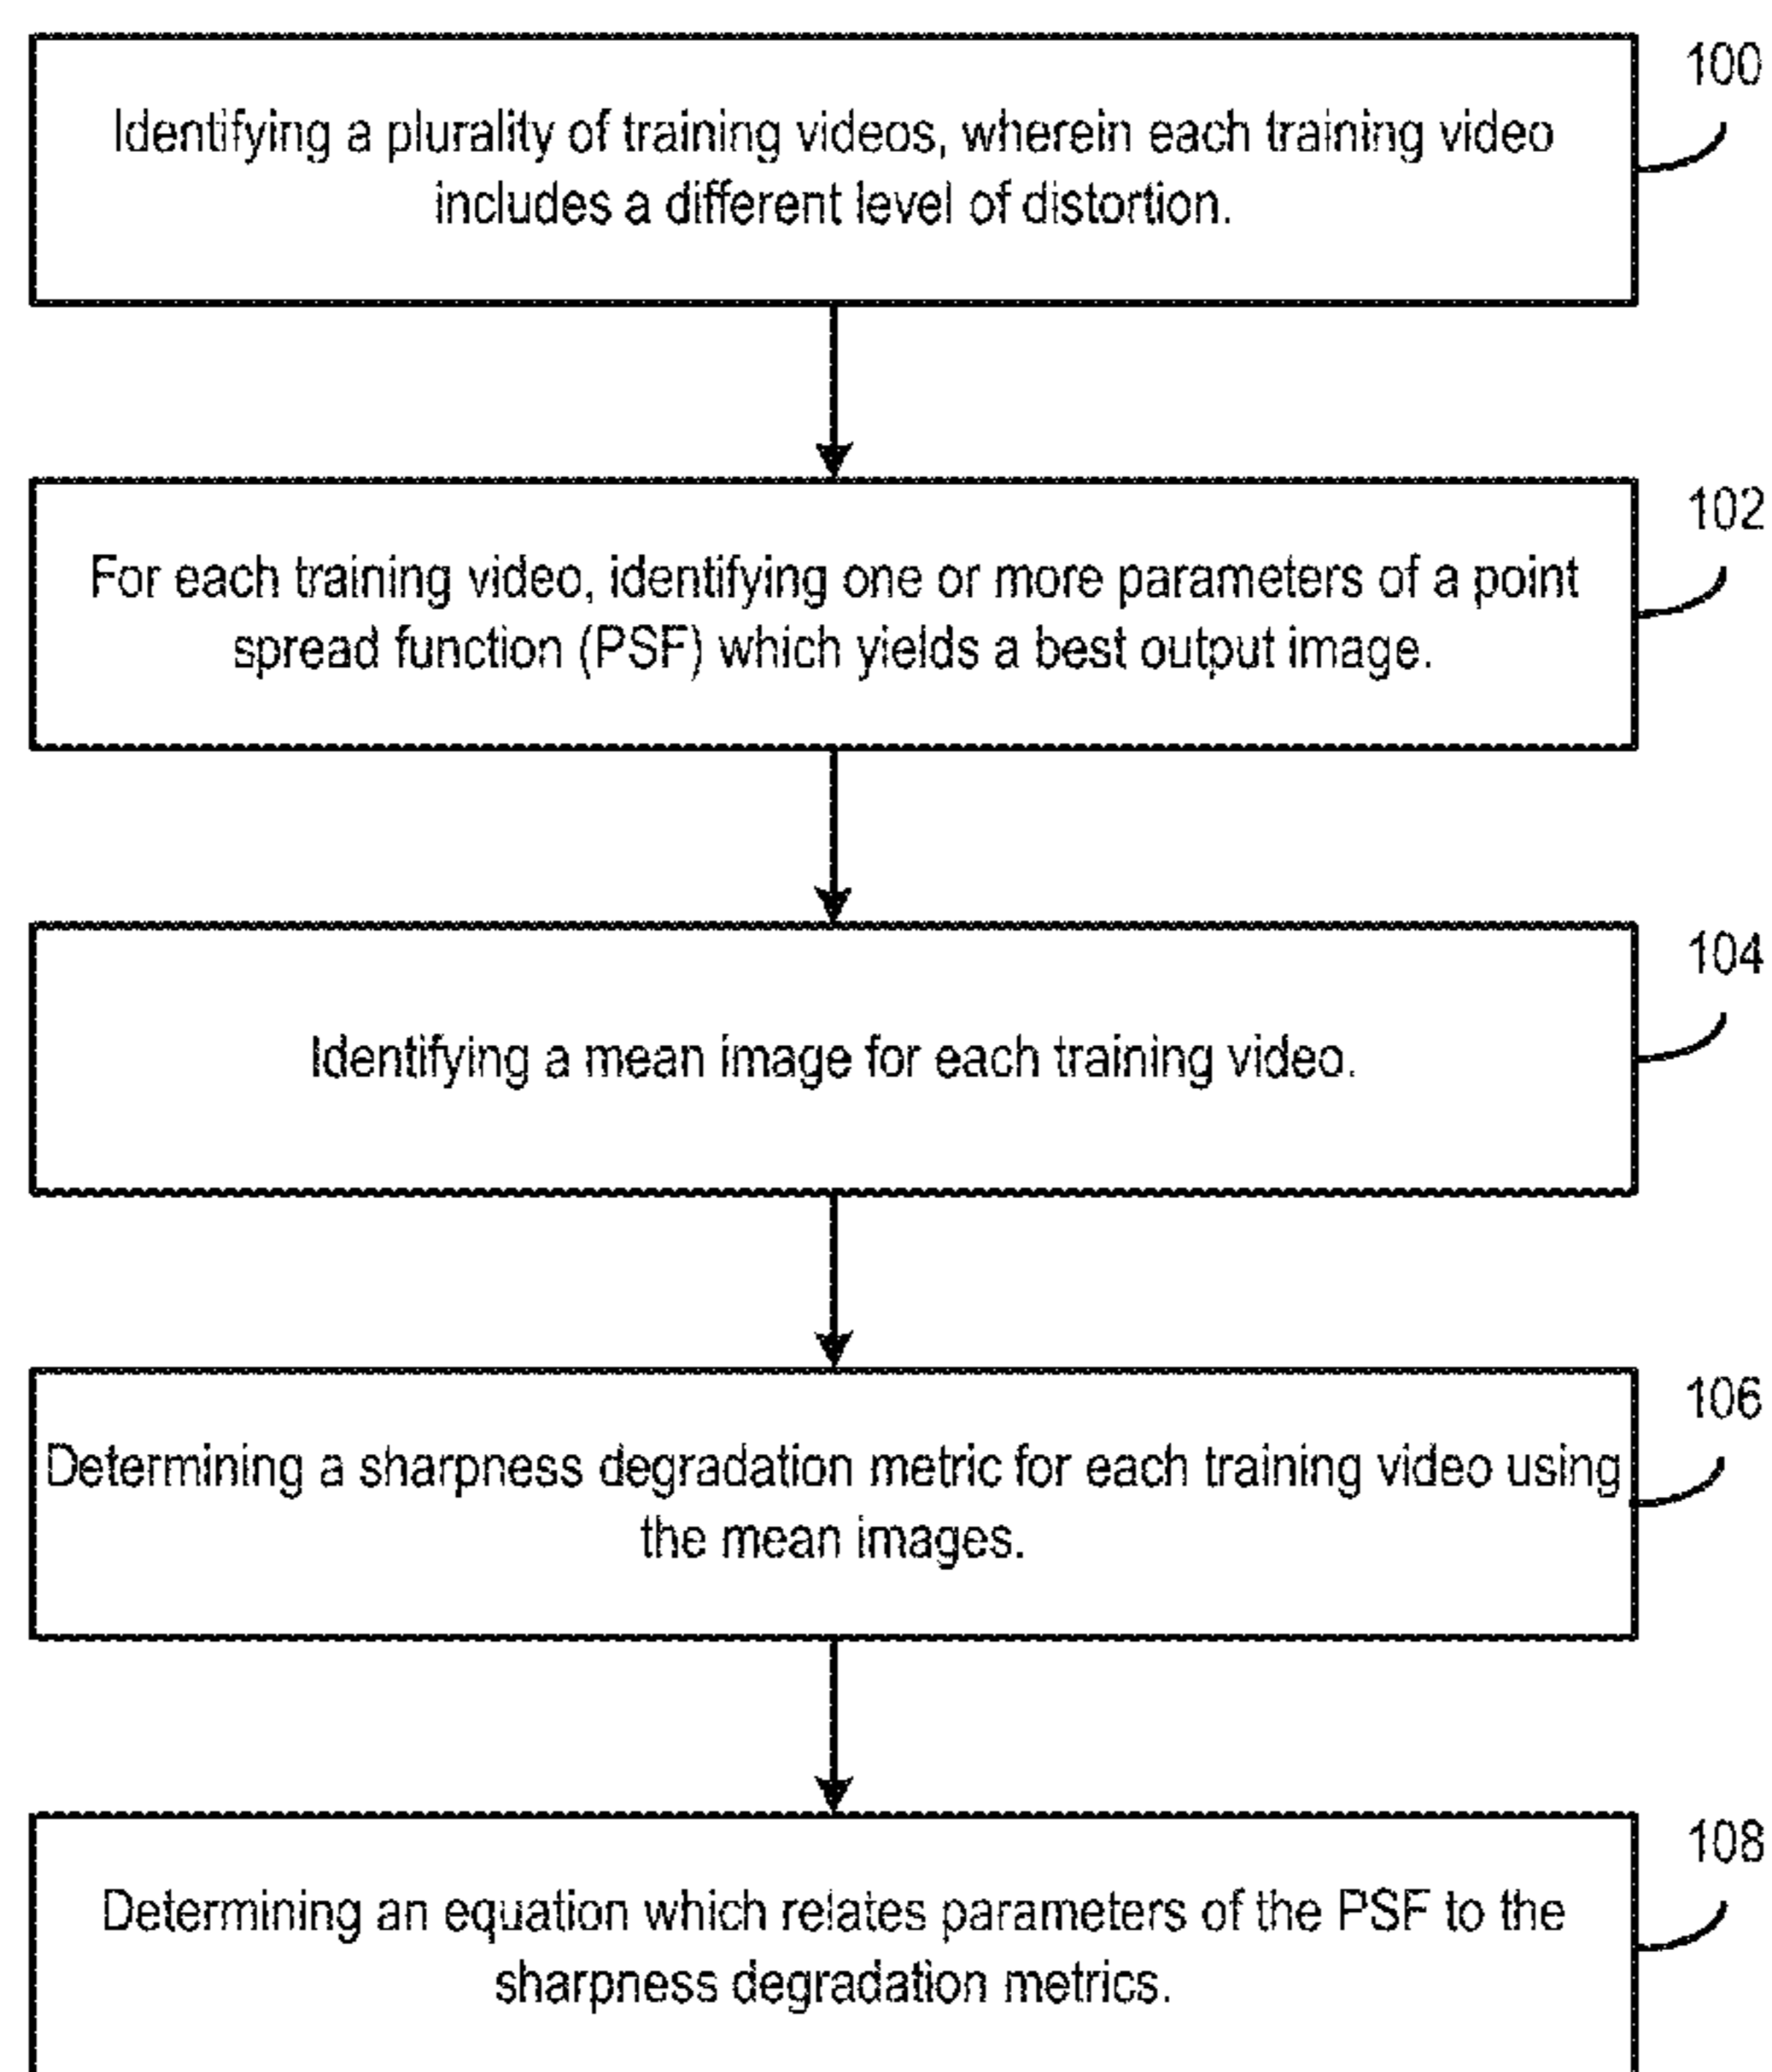 100
Identifying a plurality of training videos, wherein each training video
includes a different level of distortion.
102
For each training video, identifying one or more parameters of a point
spread function (PSF) which yields a best output image.
104
Identifying a mean image for each training video.
106
Determining a sharpness degradation metric for each training video using
the mean images.
108
Determining an equation which relates parameters of the PSF to the
sharpness degradation metrics.